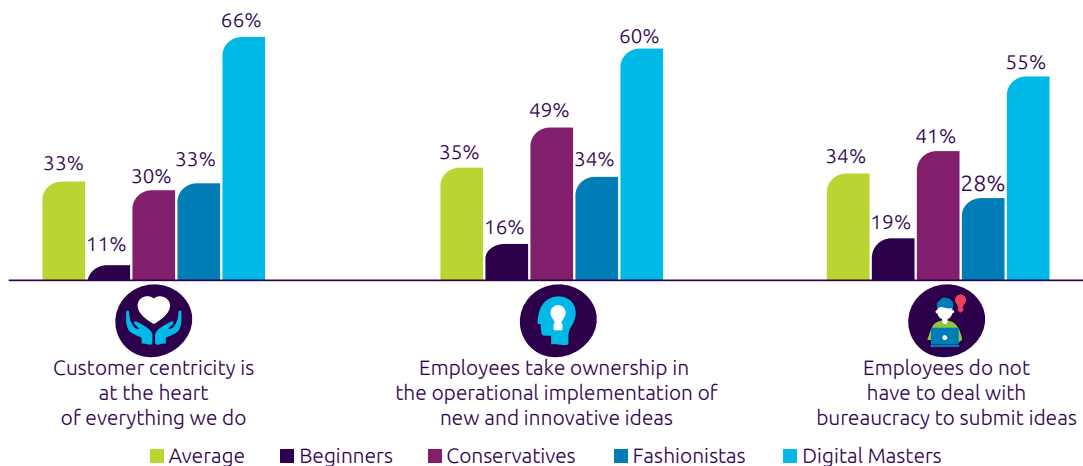 66%
33%
11%
30%
33%
35%
16%
49%
34%
60%
34%
19%
41%
28%
55%
Customer centricity is
at the heart
of everything we do
Employees take ownership in
the operational implementation of
new and innovative ideas
Employees do not
have to deal with
bureaucracy to submit ideas
Average Beginners Conservatives Fashionistas Digital Masters